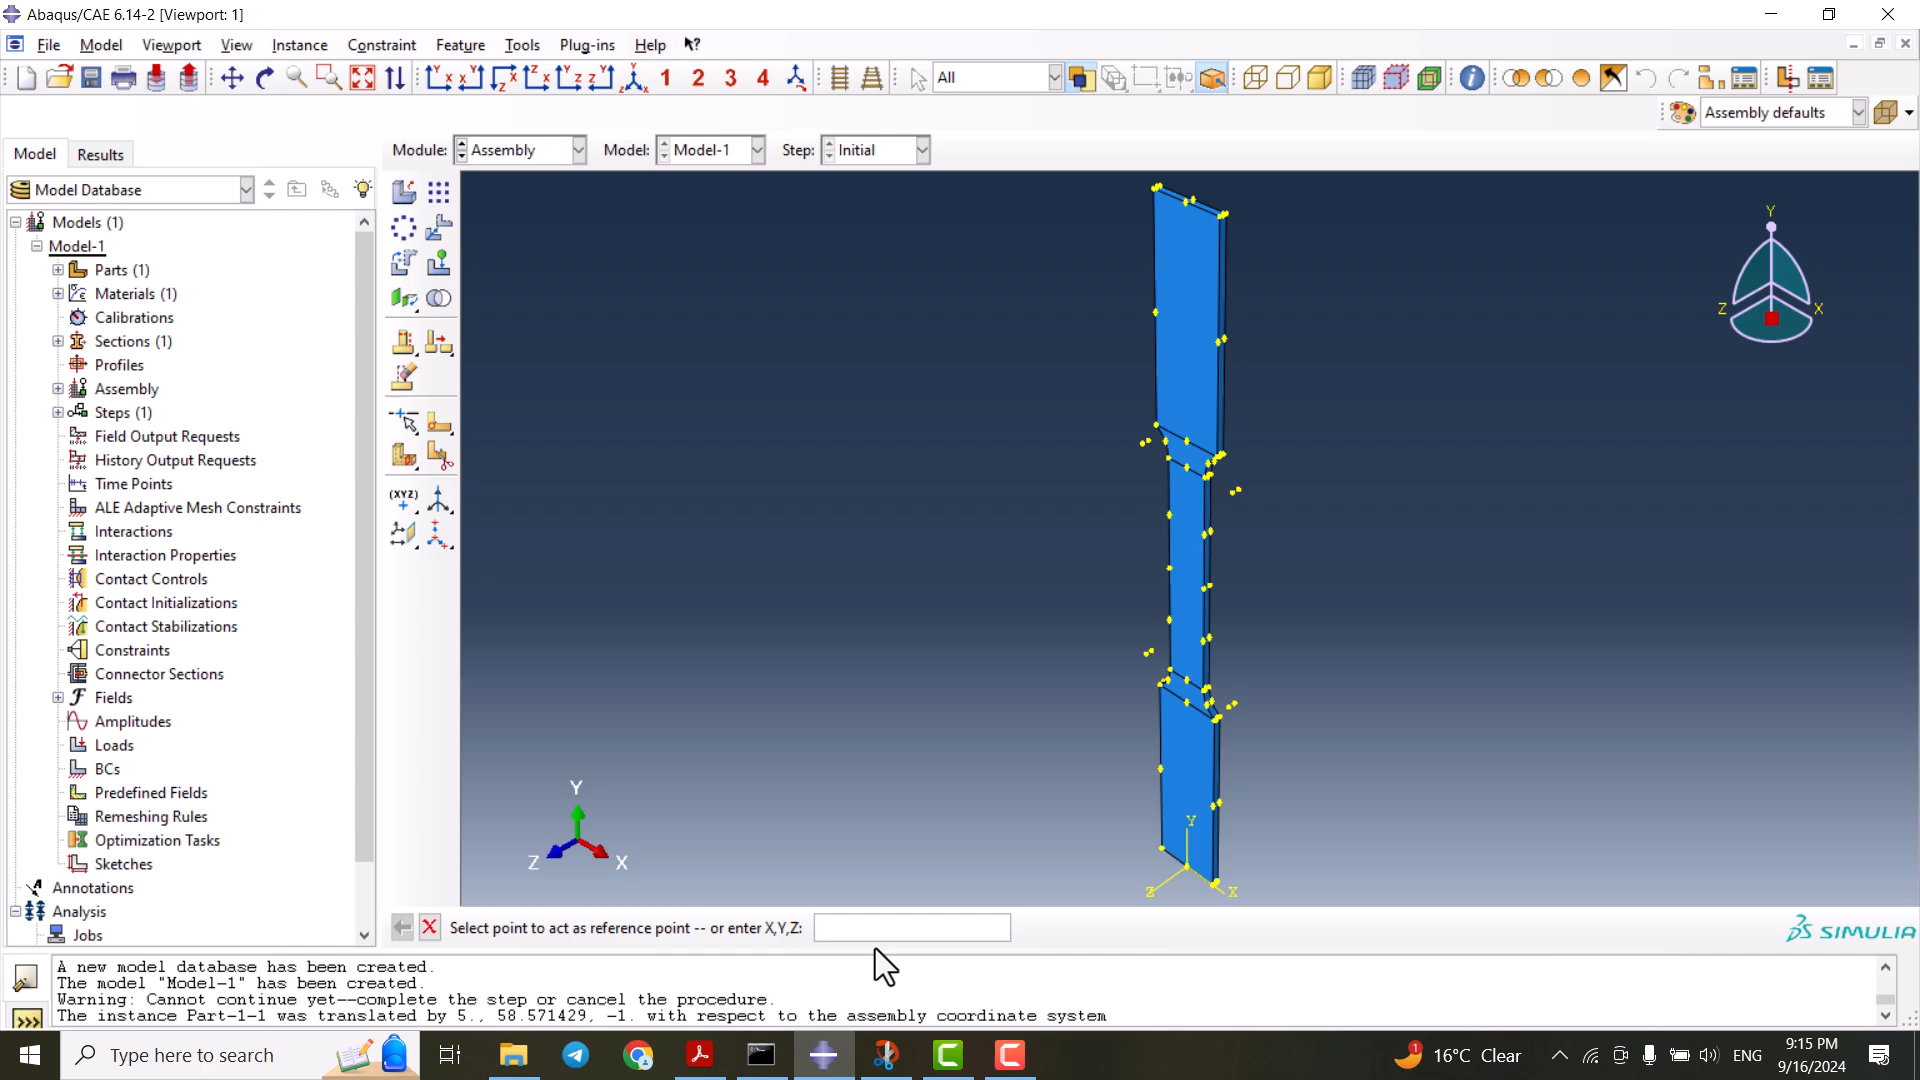 Abaqus/CAE 6.14-2 [Viewport: 1]
File Model Viewport View Instance Constraint Feature Tools Plug-ins Help
1 2 3 4 All
Assembly defaults
Model Results
Module: Assembly Model: Model-1 Step: Initial
Model Database
Models (1)
Model-1
Parts (1)
Materials (1)
Calibrations
Sections (1)
Profiles
Assembly
Steps (1)
Field Output Requests
History Output Requests
Time Points
ALE Adaptive Mesh Constraints
Interactions
Interaction Properties
Contact Controls
Contact Initializations
Contact Stabilizations
Constraints
Connector Sections
Fields
Amplitudes
Loads
BCs
Predefined Fields
Remeshing Rules
Optimization Tasks
Sketches
Annotations
Analysis
Jobs
(XYZ)
Y
Z X
Y
Z X
Y
Z X
Select point to act as reference point -- or enter X,Y,Z:
SIMULIA
A new model database has been created.
The model "Model-1" has been created.
Warning: Cannot continue yet--complete the step or cancel the procedure.
The instance Part-1-1 was translated by 5., 58.571429, -1. with respect to the assembly coordinate system
Type here to search
1
16°C Clear
ENG
9:15 PM
9/16/2024